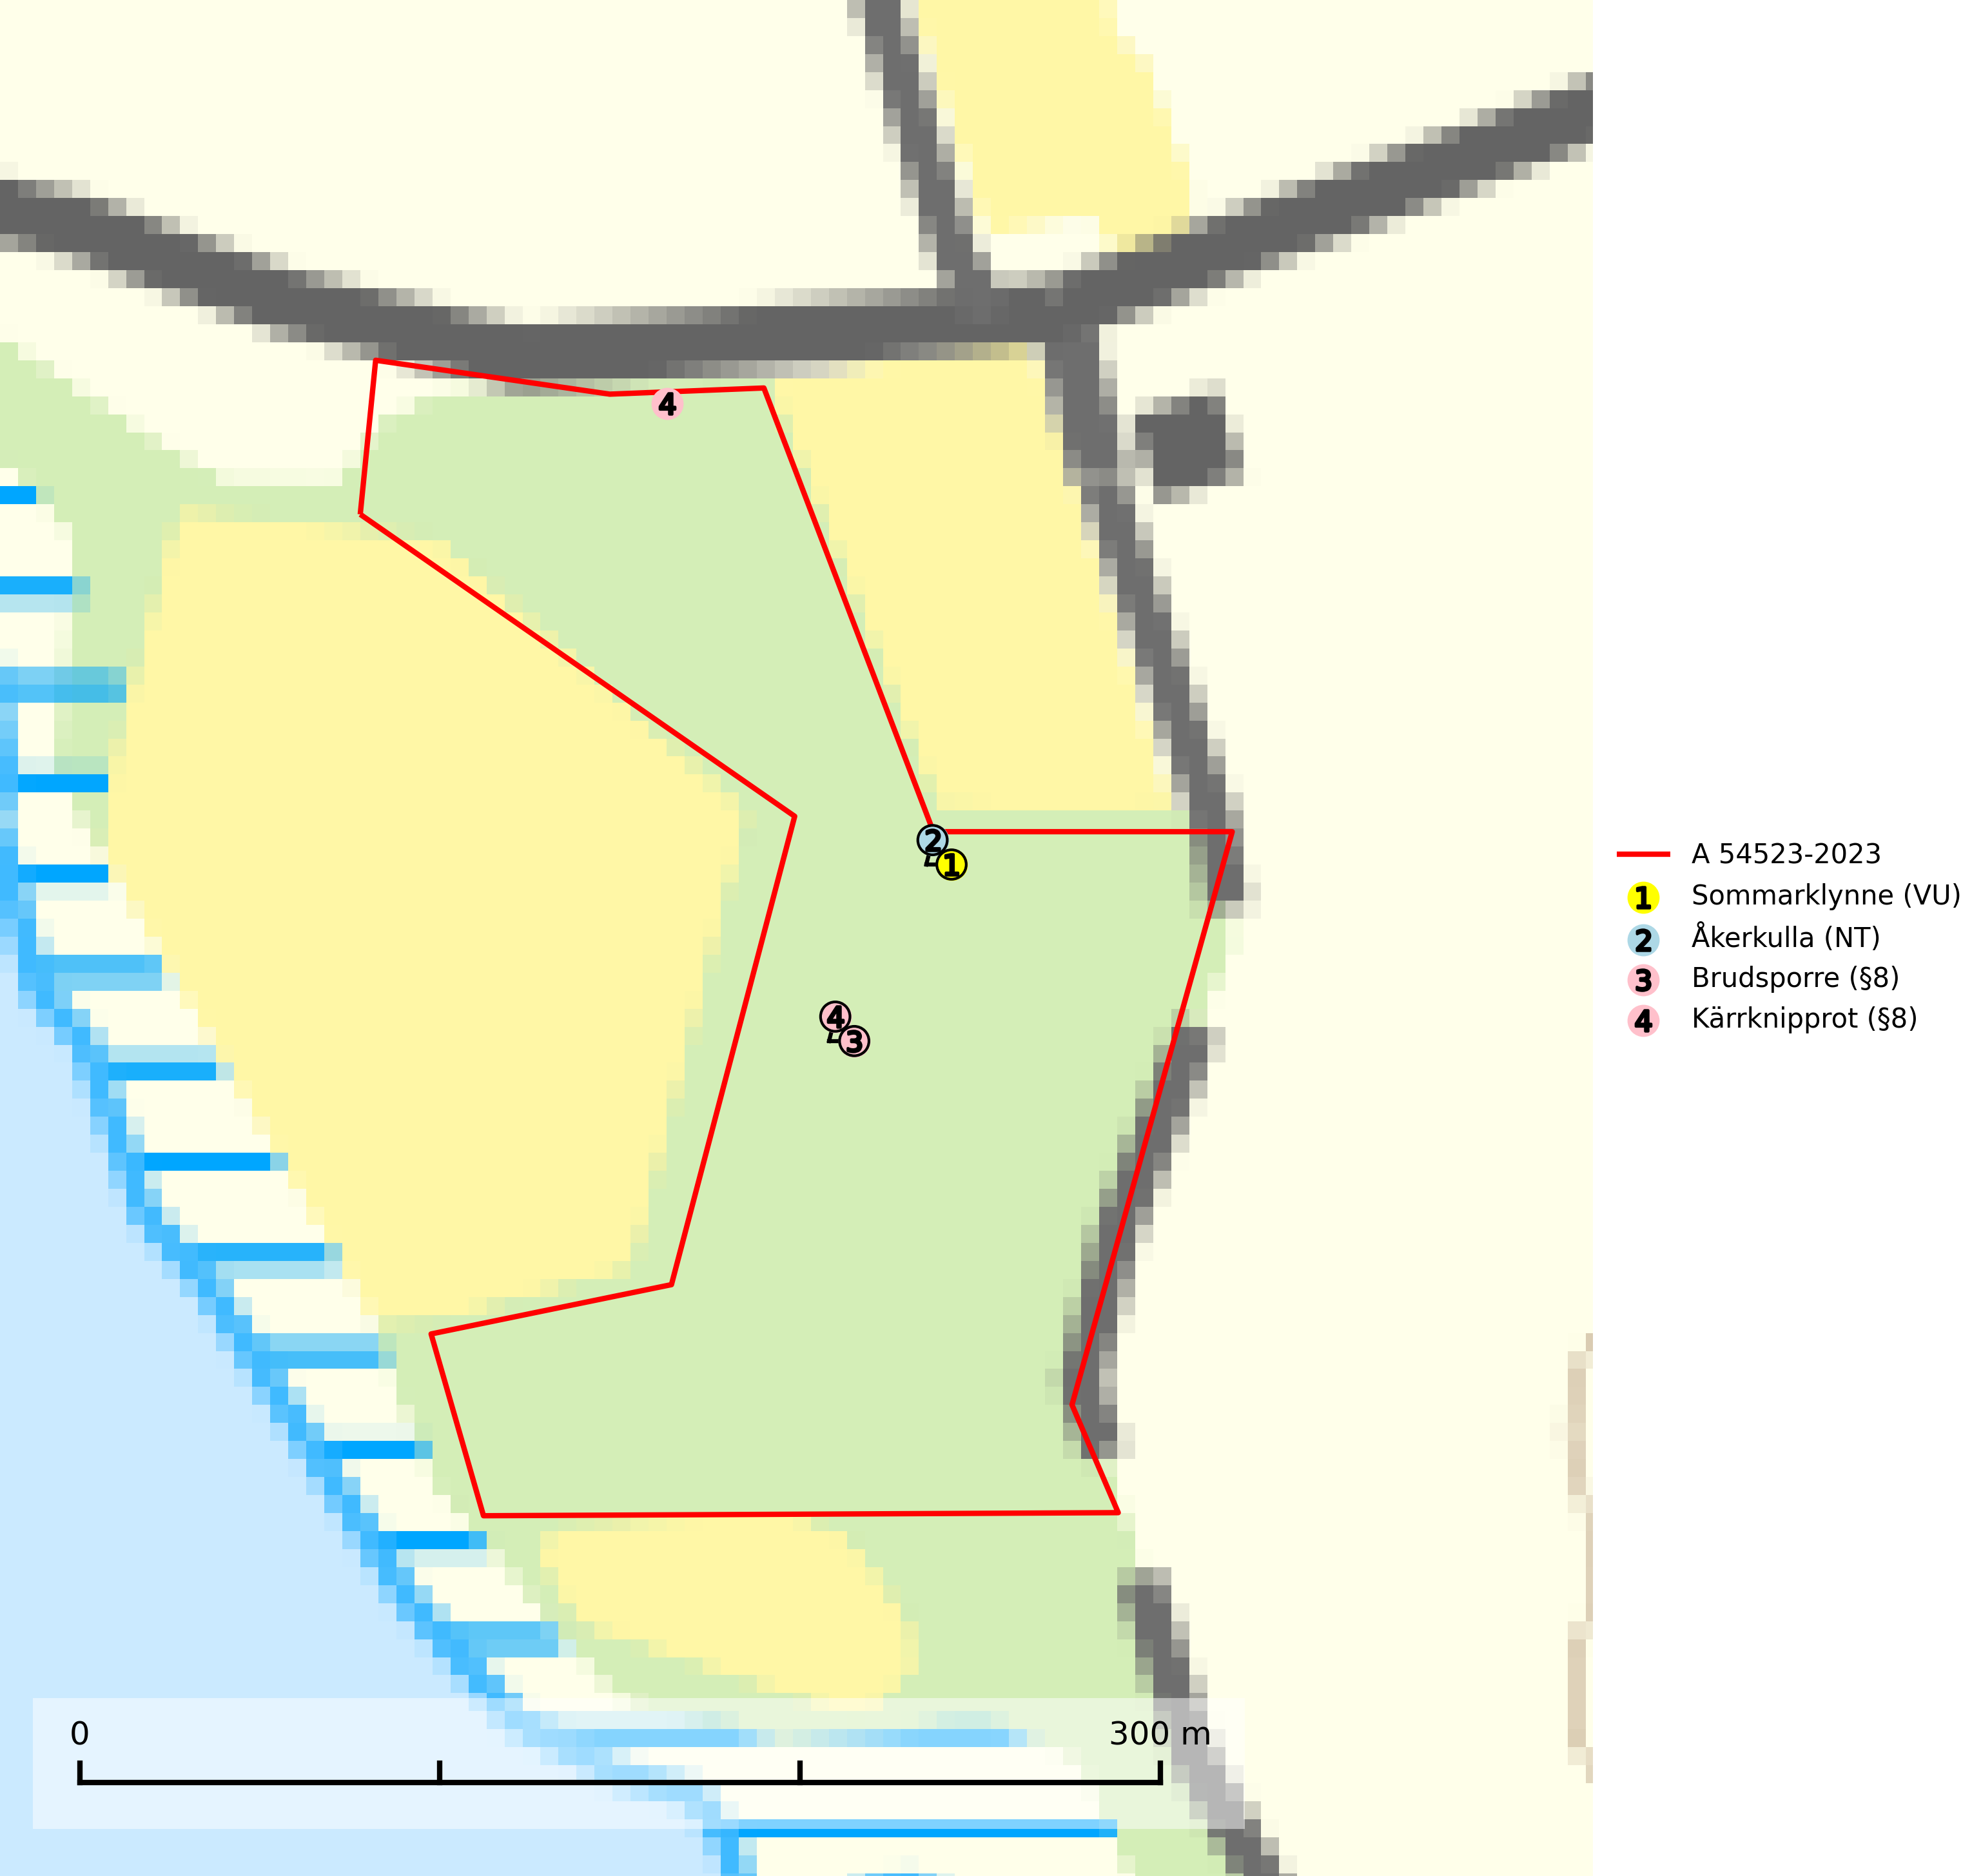 4
2
1
4
3
0
300 m
A 54523-2023
1 Sommarklynne (VU)
2 Åkerkulla (NT)
3 Brudsporre (§8)
4 Kärrknipprot (§8)